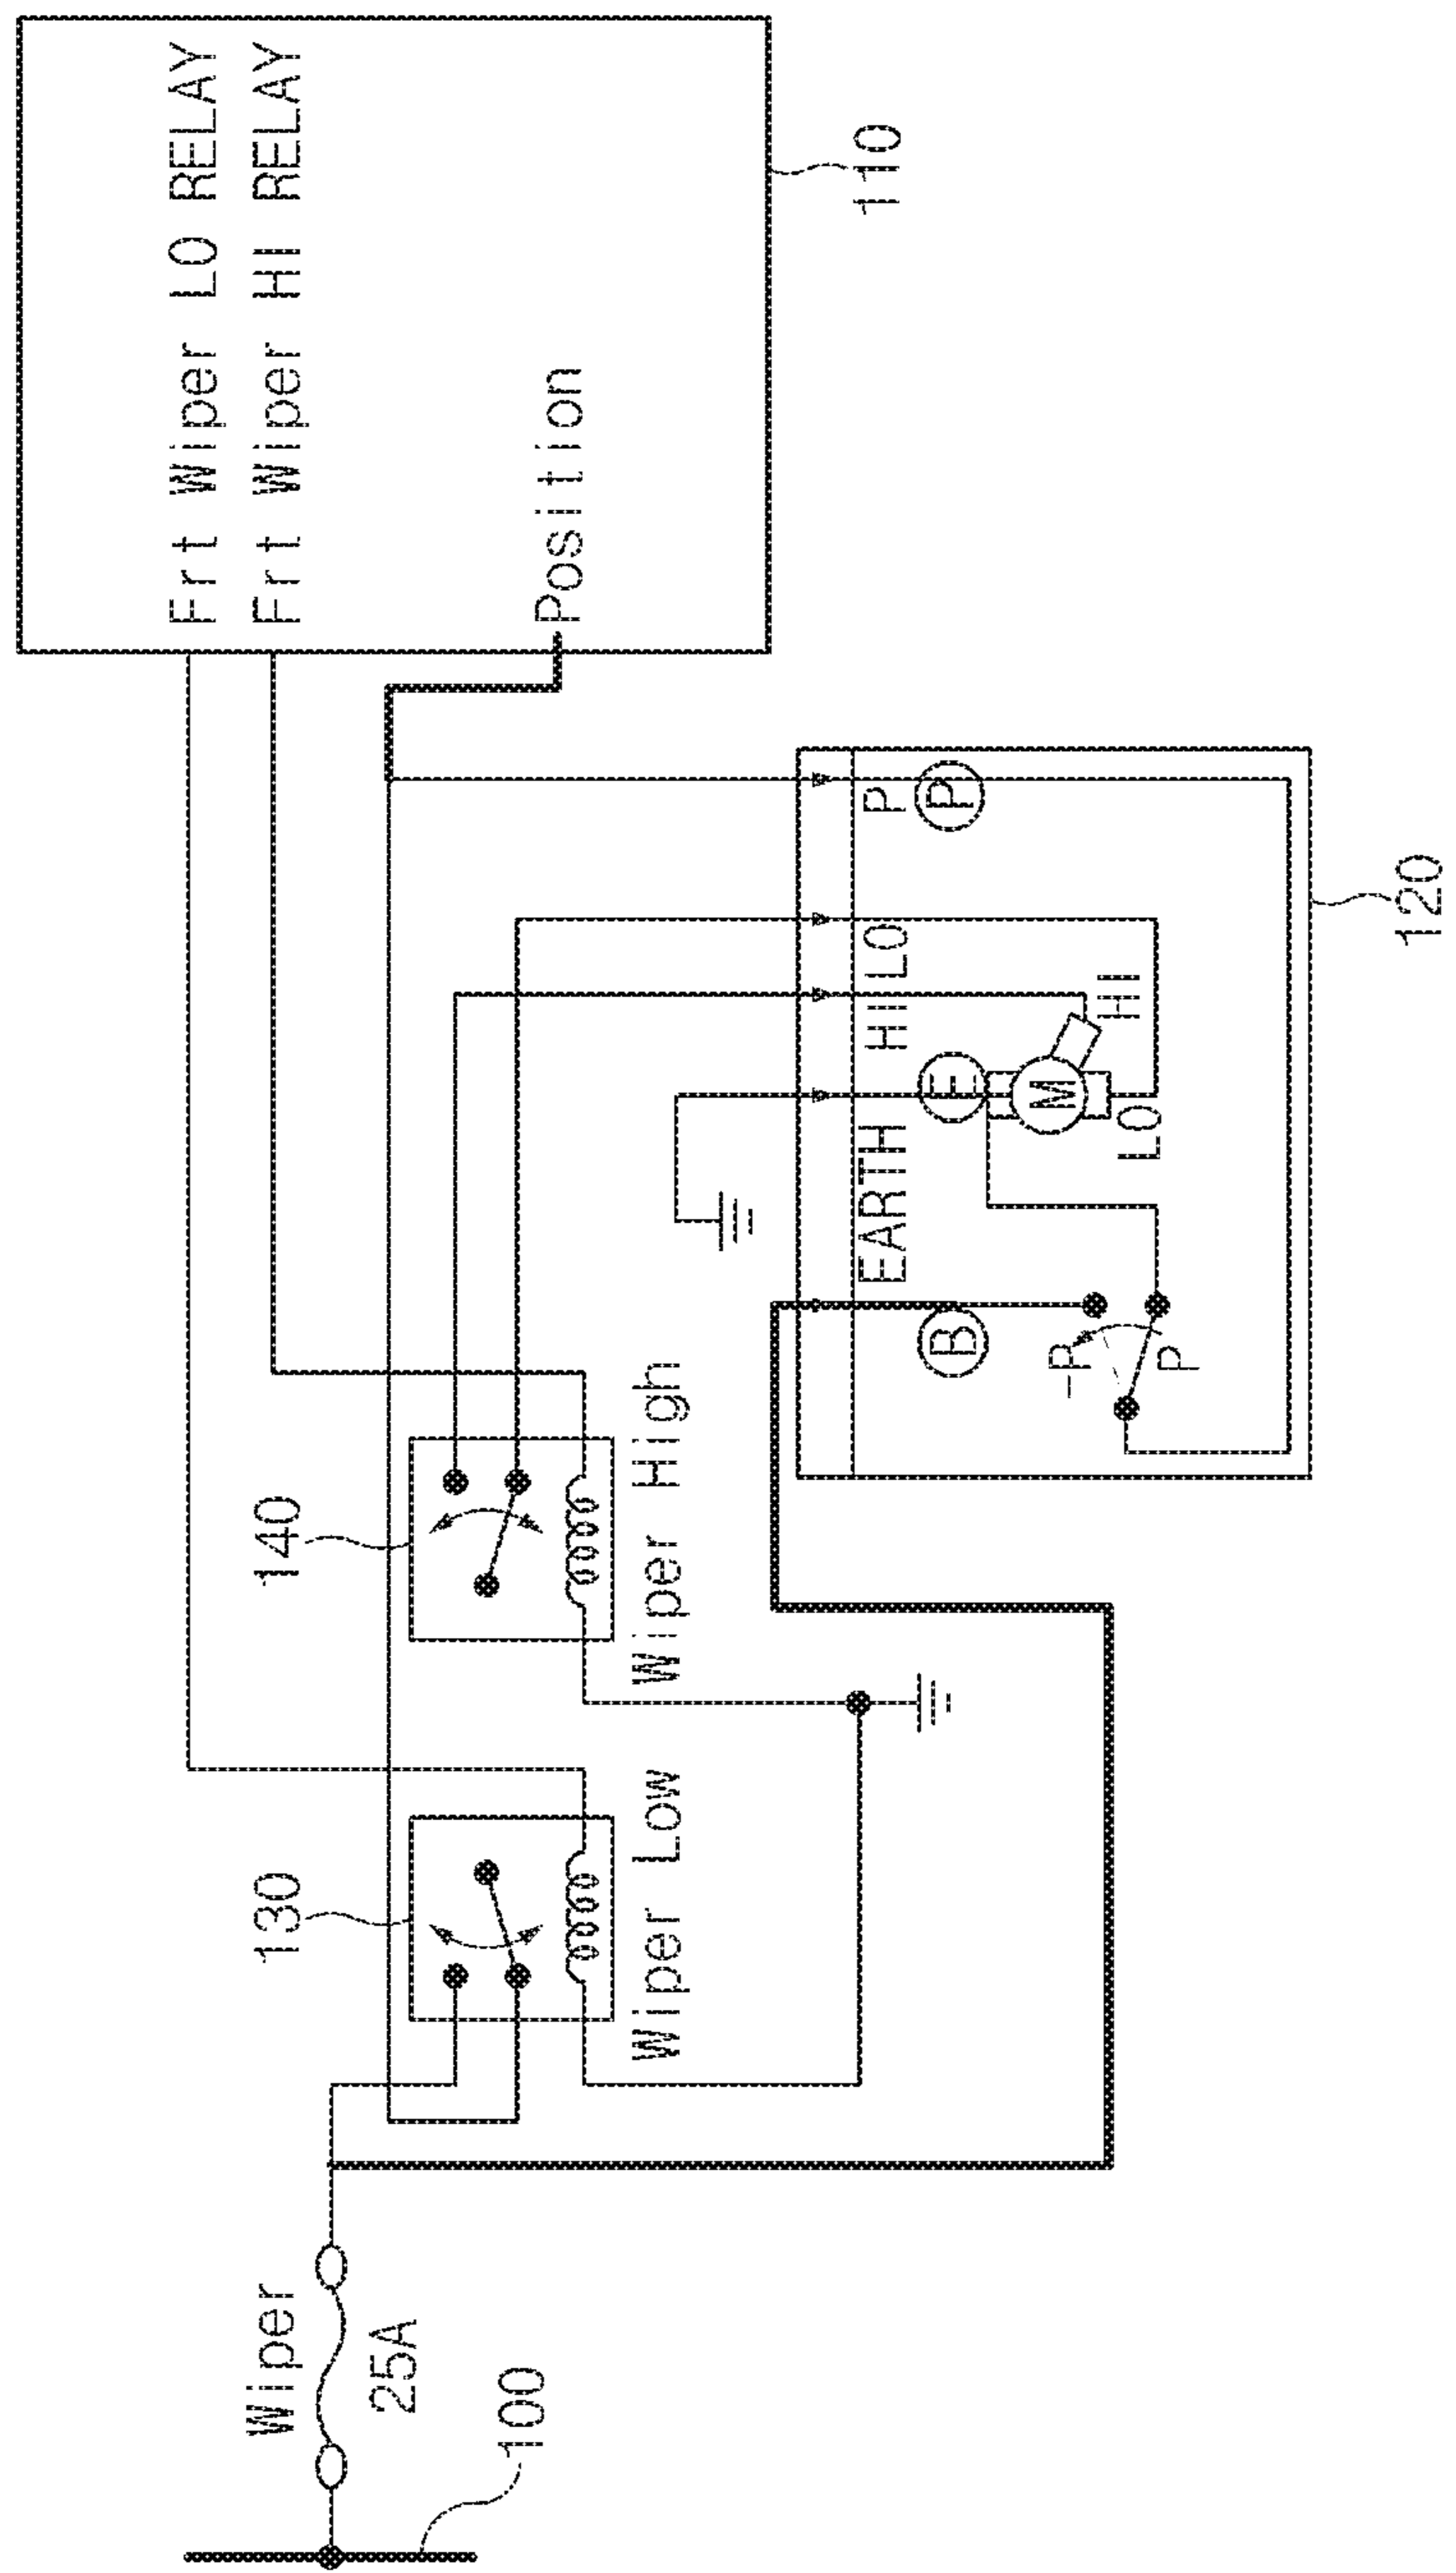 Wiper
25A
100
130
Wiper Low
140
Wiper High
Frt Wiper LO RELAY
Frt Wiper HI RELAY
Position
110
B
EARTH
HI
LO
P
E
P
M
HI
LO
-P
P
120